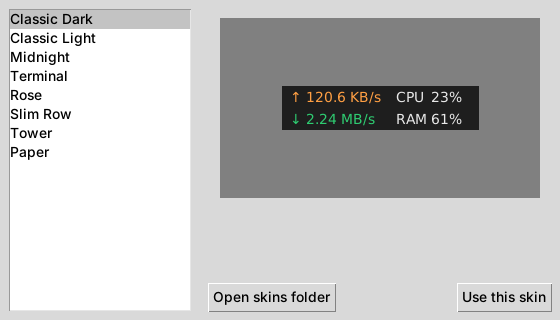 Classic Dark
Classic Light
Midnight
Terminal
Rose
Slim Row
Tower
Paper
↑ 120.6 KB/s CPU 23%
↓ 2.24 MB/s RAM 61%
Open skins folder
Use this skin